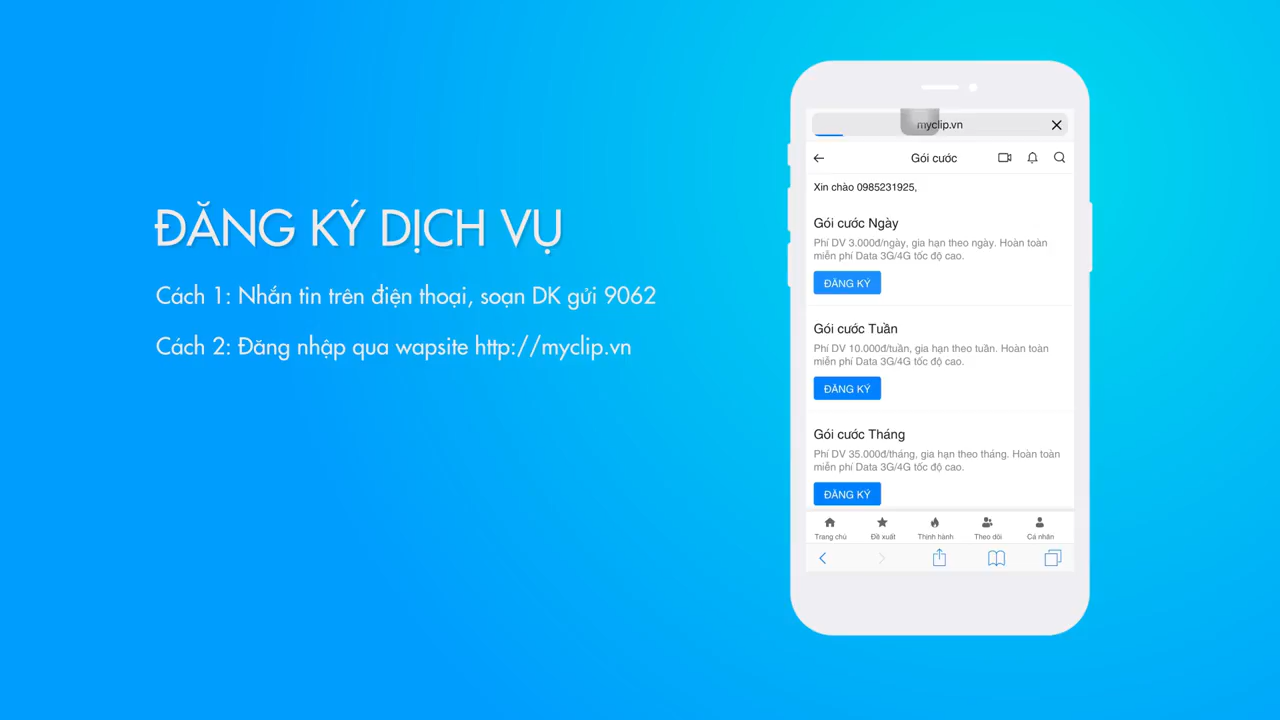 ĐĂNG KÝ DỊCH VỤ
Cách 1: Nhắn tin trên điện thoại, soạn DK gửi 9062
Cách 2: Đăng nhập qua wapsite http://myclip.vn
myclip.vn
Gói cước
Xin chào 0985231925,
Gói cước Ngày
Phí DV 3.000đ/ngày, gia hạn theo ngày. Hoàn toàn
miễn phí Data 3G/4G tốc độ cao.
ĐĂNG KÝ
Gói cước Tuần
Phí DV 10.000đ/tuần, gia hạn theo tuần. Hoàn toàn
miễn phí Data 3G/4G tốc độ cao.
ĐĂNG KÝ
Gói cước Tháng
Phí DV 35.000đ/tháng, gia hạn theo tháng. Hoàn toàn
miễn phí Data 3G/4G tốc độ cao.
ĐĂNG KÝ
Trang chủ Đề xuất Thịnh hành Theo dõi Cá nhân